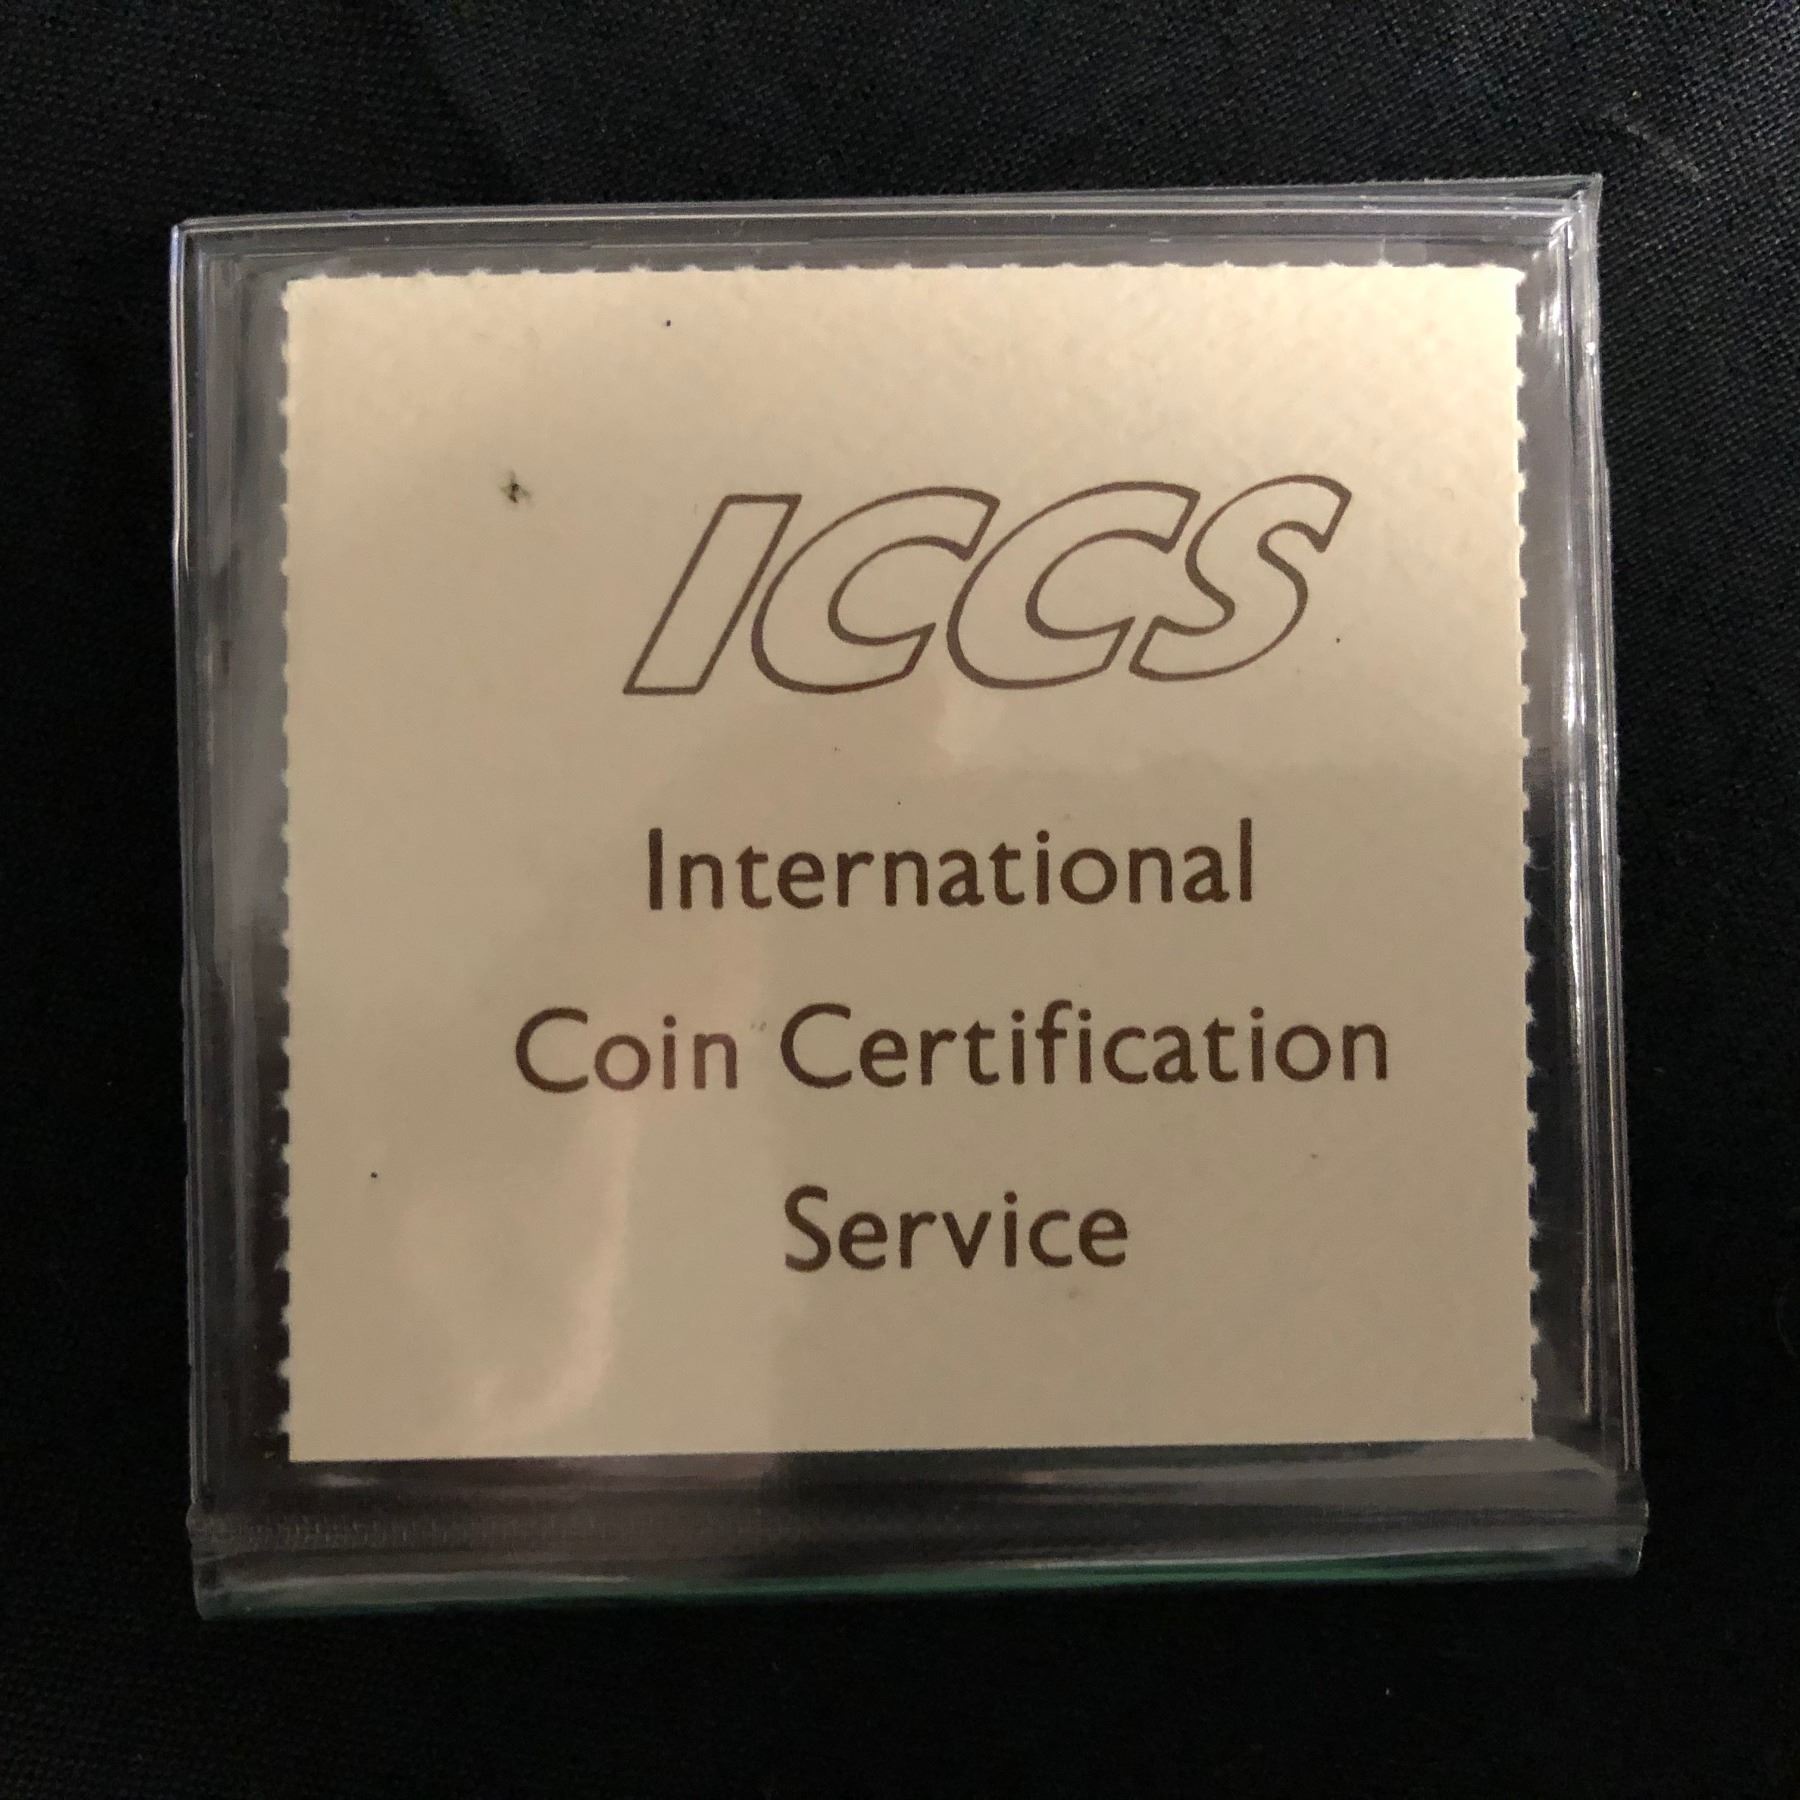 ICCS
International
Coin Certification
Service